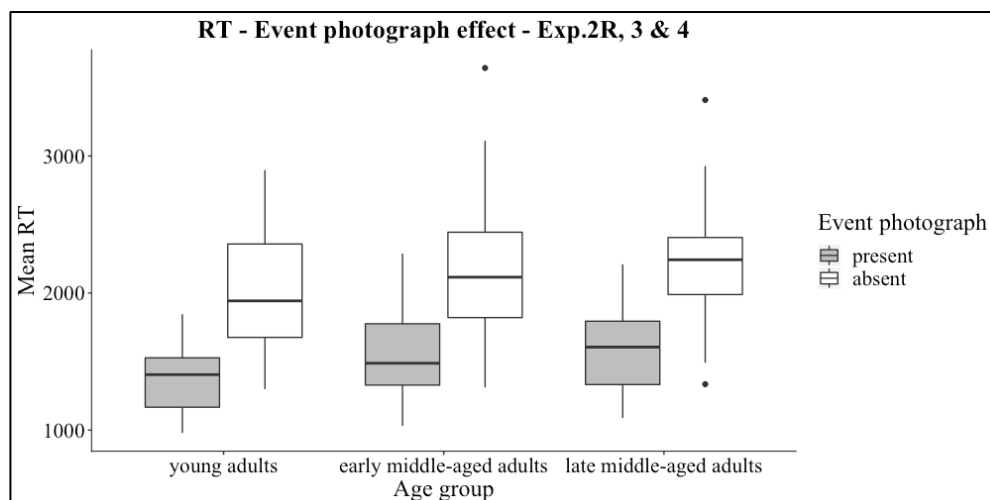 RT - Event photograph effect - Exp.2R, 3 & 4
3000
2000
1000
Mean RT
young adults
early middle-aged adults
late middle-aged adults
Age group
Event photograph
present
absent